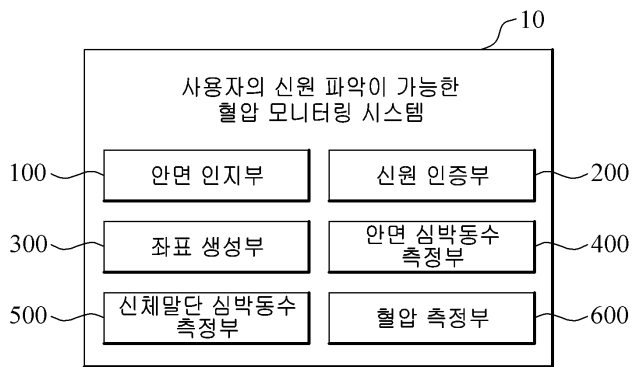 10
사용자의 신원 파악이 가능한
혈압 모니터링 시스템
100 안면 인지부 신원 인증부 200
300 좌표 생성부 안면 심박동수 측정부 400
500 신체말단 심박동수 측정부 혈압 측정부 600